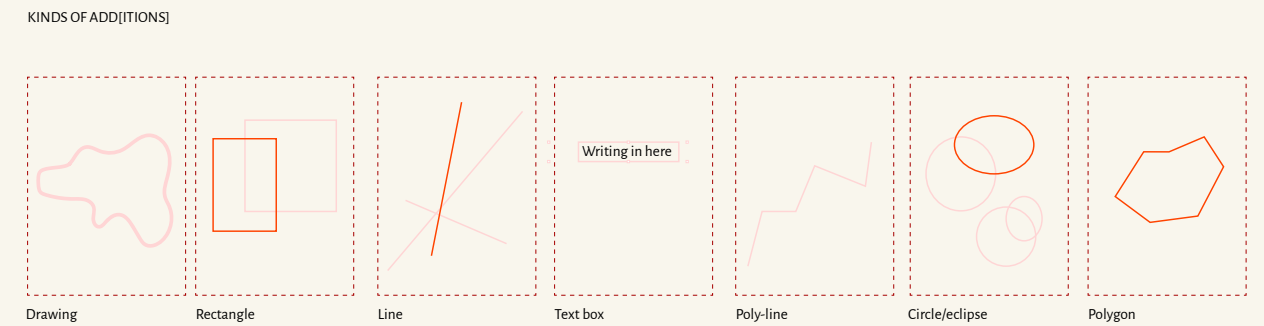 KINDS OF ADD[ITIONS]
Writing in here
Drawing
Rectangle
Line
Text box
Poly-line
Circle/eclipse
Polygon